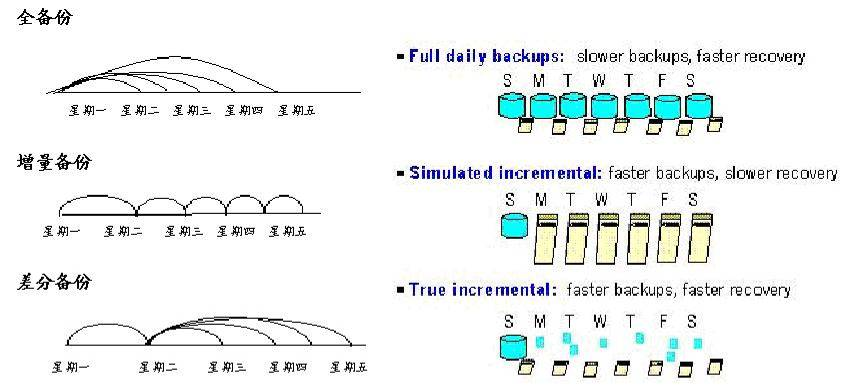 全备份
星期一 星期二 星期三 星期四 星期五
增量备份
星期一 星期二 星期三 星期四 星期五
差分备份
星期一 星期二 星期三 星期四 星期五
Full daily backups: slower backups, faster recovery
S M T W T F S
Simulated incremental: faster backups, slower recovery
S M T W T F S
True incremental: faster backups, faster recovery
S M T W T F S